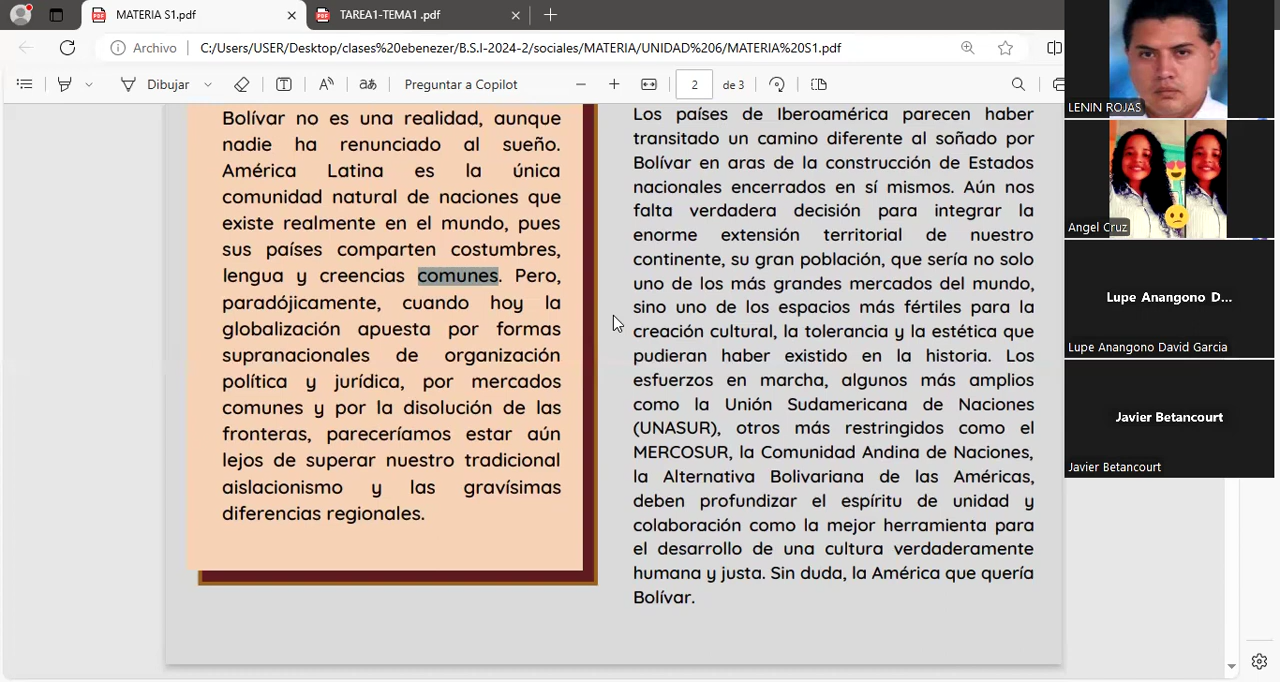 MATERIA S1.pdf
TAREA1-TEMA1 .pdf
Archivo
C:/Users/USER/Desktop/clases%20ebenezer/B.S.I-2024-2/sociales/MATERIA/UNIDAD%206/MATERIA%20S1.pdf
Dibujar
Preguntar a Copilot
2
de 3
Bolívar no es una realidad, aunque
nadie ha renunciado al sueño.
América Latina es la única
comunidad natural de naciones que
existe realmente en el mundo, pues
sus países comparten costumbres,
lengua y creencias comunes. Pero,
paradójicamente, cuando hoy la
globalización apuesta por formas
supranacionales de organización
política y jurídica, por mercados
comunes y por la disolución de las
fronteras, pareceríamos estar aún
lejos de superar nuestro tradicional
aislacionismo y las gravísimas
diferencias regionales.
Los países de Iberoamérica parecen haber
transitado un camino diferente al soñado por
Bolívar en aras de la construcción de Estados
nacionales encerrados en sí mismos. Aún nos
falta verdadera decisión para integrar la
enorme extensión territorial de nuestro
continente, su gran población, que sería no solo
uno de los más grandes mercados del mundo,
sino uno de los espacios más fértiles para la
creación cultural, la tolerancia y la estética que
pudieran haber existido en la historia. Los
esfuerzos en marcha, algunos más amplios
como la Unión Sudamericana de Naciones
(UNASUR), otros más restringidos como el
MERCOSUR, la Comunidad Andina de Naciones,
la Alternativa Bolivariana de las Américas,
deben profundizar el espíritu de unidad y
colaboración como la mejor herramienta para
el desarrollo de una cultura verdaderamente
humana y justa. Sin duda, la América que quería
Bolívar.
LENIN ROJAS
Angel Cruz
Lupe Anangono D...
Lupe Anangono David Garcia
Javier Betancourt
Javier Betancourt